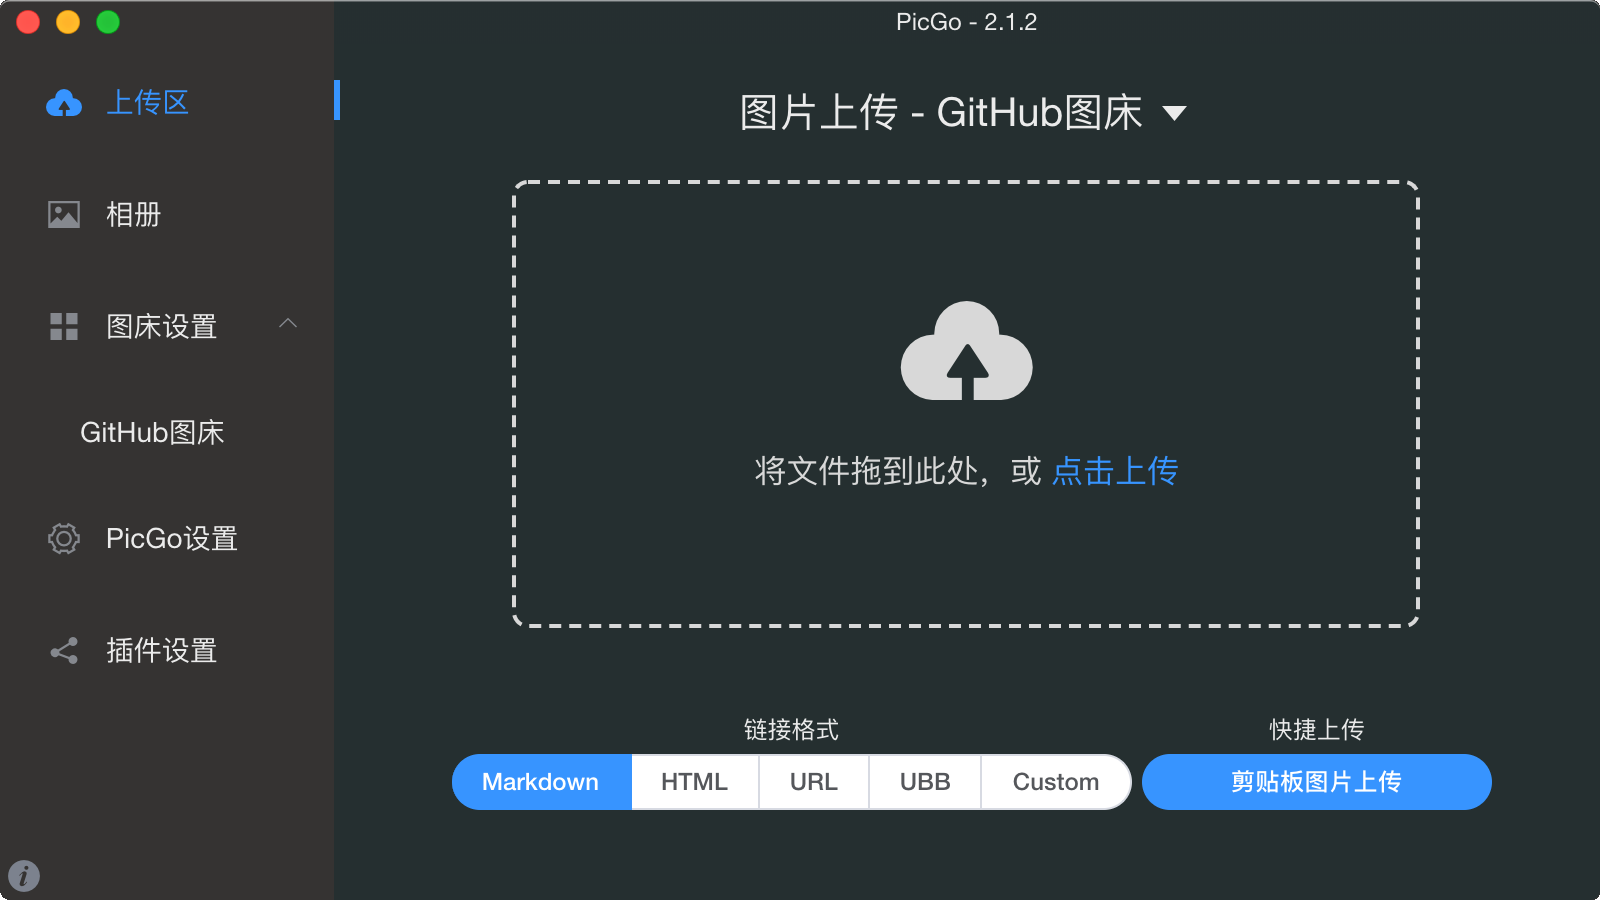 PicGo - 2.1.2
上传区
相册
图床设置
GitHub图床
PicGo设置
插件设置
图片上传 - GitHub图床
将文件拖到此处，或 点击上传
链接格式
Markdown HTML URL UBB Custom
快捷上传
剪贴板图片上传
i